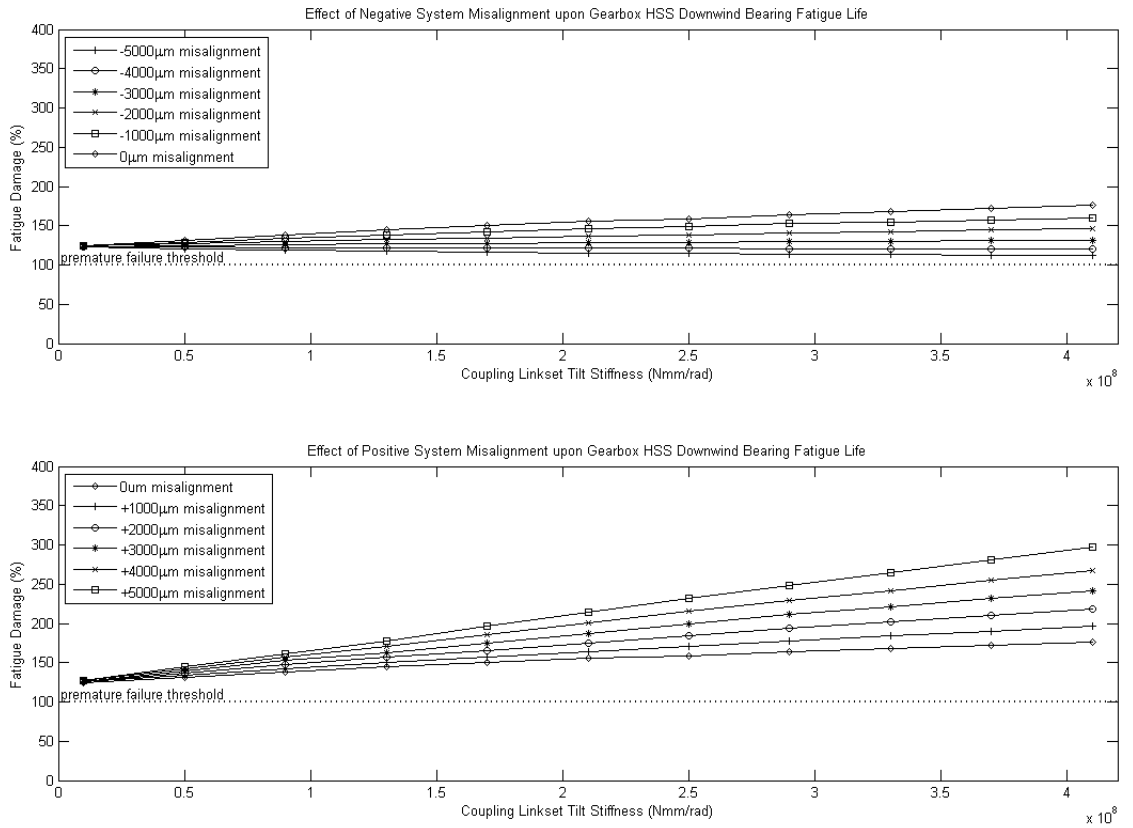 Effect of Negative System Misalignment upon Gearbox HSS Downwind Bearing Fatigue Life
400
350
300
250
200
150
100
50
0
Fatigue Damage (%)
-5000μm misalignment
-4000μm misalignment
-3000μm misalignment
-2000μm misalignment
-1000μm misalignment
0μm misalignment
premature failure threshold
0 0.5 1 1.5 2 2.5 3 3.5 4
Coupling Linkset Tilt Stiffness (Nmm/rad)
x 10^8
Effect of Positive System Misalignment upon Gearbox HSS Downwind Bearing Fatigue Life
400
350
300
250
200
150
100
50
0
Fatigue Damage (%)
0um misalignment
+1000μm misalignment
+2000μm misalignment
+3000μm misalignment
+4000μm misalignment
+5000μm misalignment
premature failure threshold
0 0.5 1 1.5 2 2.5 3 3.5 4
Coupling Linkset Tilt Stiffness (Nmm/rad)
x 10^8